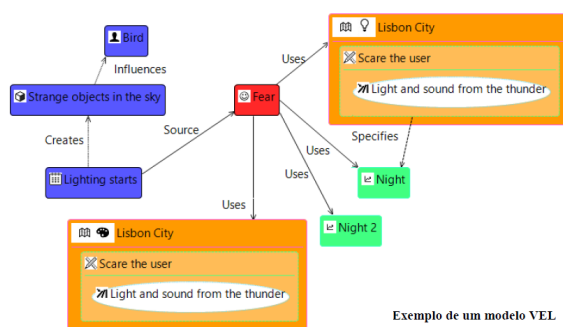 Bird
Lisbon City
Influences
Uses
Scare the user
Strange objects in the sky
Fear
Light and sound from the thunder
Creates
Source
Specifies
Uses
Lighting starts
Uses
Night
Uses
Lisbon City
Night 2
Scare the user
Light and sound from the thunder
Exemplo de um modelo VEL